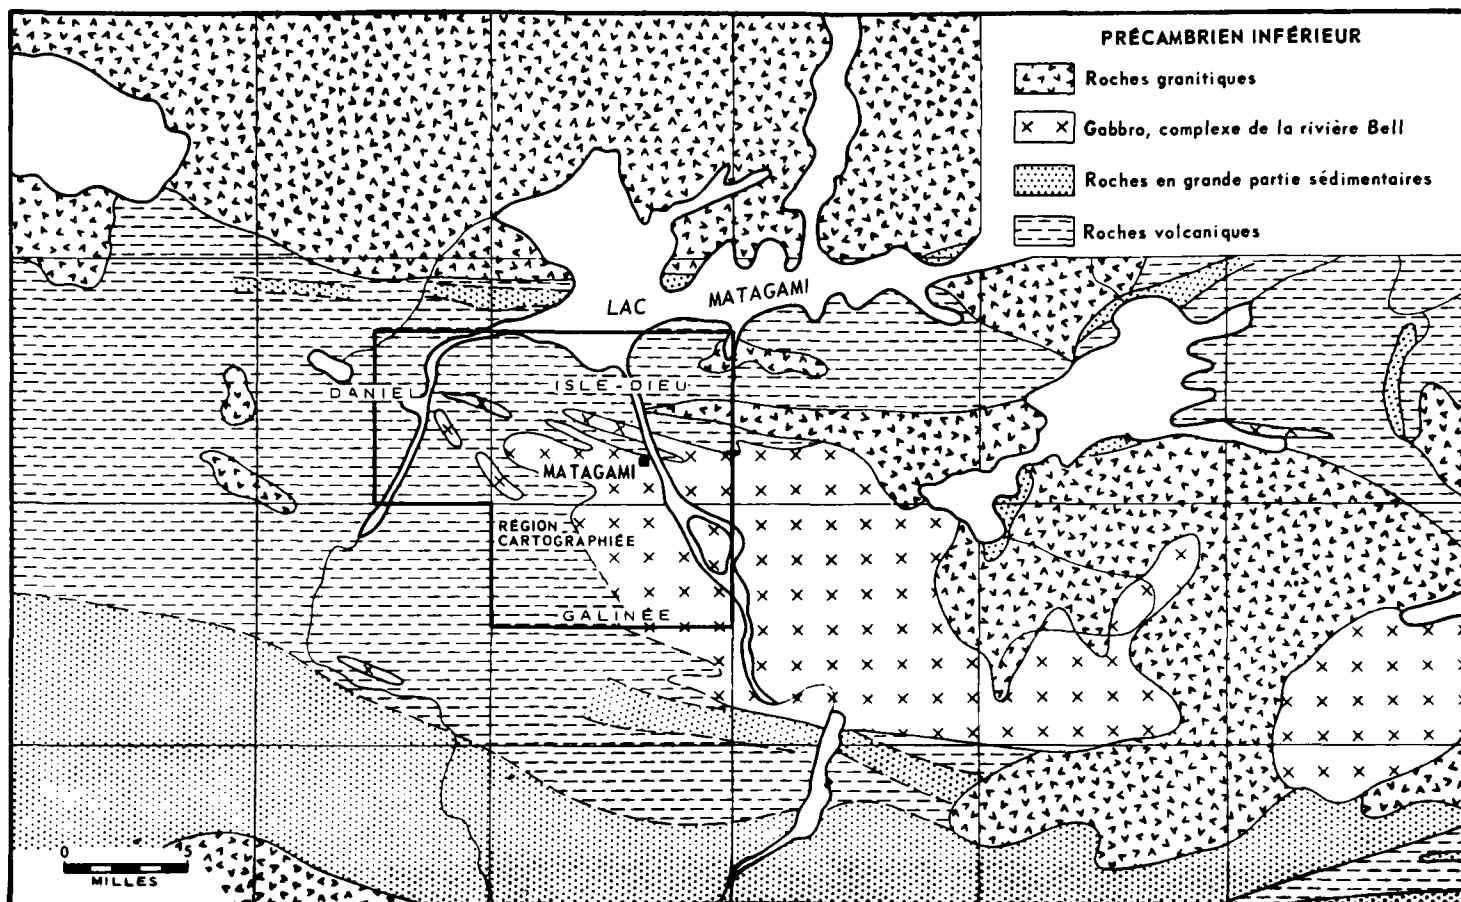 PRÉCAMBRIEN INFÉRIEUR
Roches granitiques
Gabbro, complexe de la rivière Bell
Roches en grande partie sédimentaires
Roches volcaniques
LAC MATAGAMI
DANIEL
ISLE-DIEU
MATAGAMI
RÉGION
CARTOGRAPHIÉE
GALINÉE
0 5
MILLES